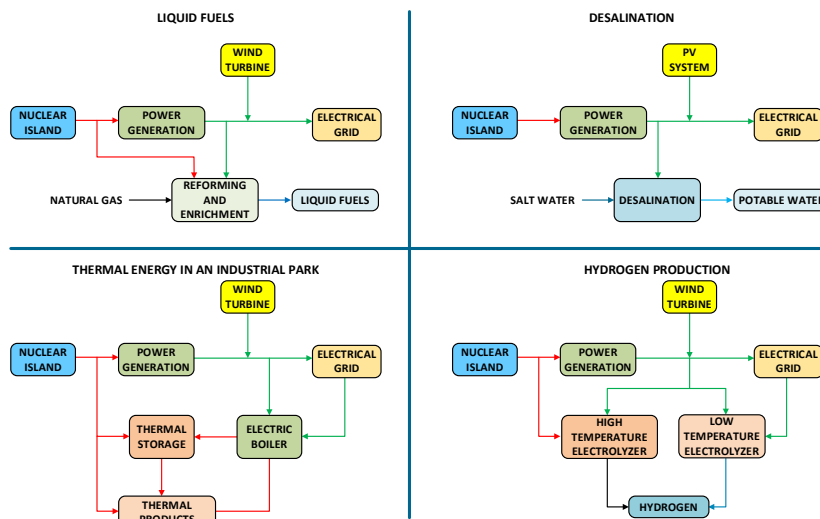 LIQUID FUELS
WIND
TURBINE
NUCLEAR
ISLAND
POWER
GENERATION
ELECTRICAL
GRID
NATURAL GAS
REFORMING
AND
ENRICHMENT
LIQUID FUELS
DESALINATION
PV
SYSTEM
NUCLEAR
ISLAND
POWER
GENERATION
ELECTRICAL
GRID
SALT WATER
DESALINATION
POTABLE WATER
THERMAL ENERGY IN AN INDUSTRIAL PARK
WIND
TURBINE
NUCLEAR
ISLAND
POWER
GENERATION
ELECTRICAL
GRID
THERMAL
STORAGE
ELECTRIC
BOILER
THERMAL
PRODUCTS
HYDROGEN PRODUCTION
WIND
TURBINE
NUCLEAR
ISLAND
POWER
GENERATION
ELECTRICAL
GRID
HIGH
TEMPERATURE
ELECTROLYZER
LOW
TEMPERATURE
ELECTROLYZER
HYDROGEN